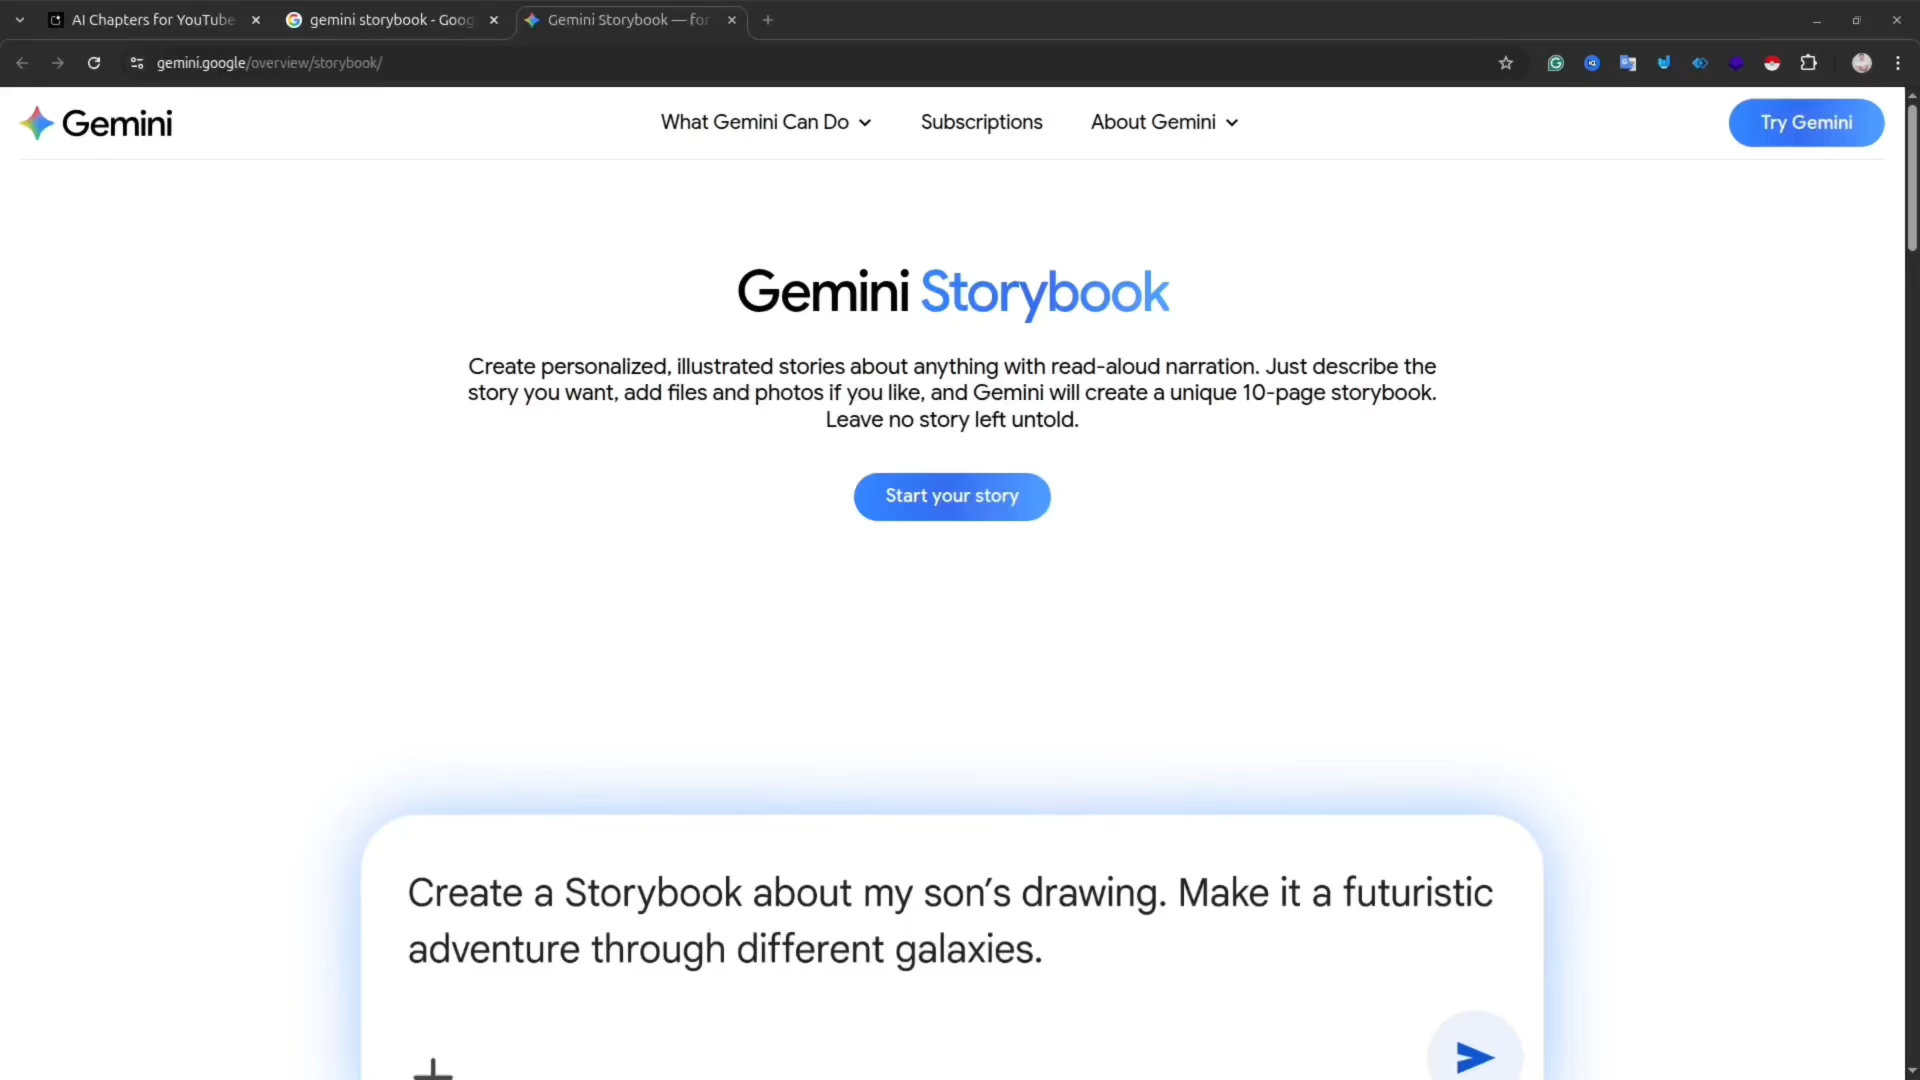 AI Chapters for YouTube
gemini storybook - Goog
Gemini Storybook — for
gemini.google/overview/storybook/
Gemini
What Gemini Can Do
Subscriptions
About Gemini
Try Gemini
Gemini Storybook
Create personalized, illustrated stories about anything with read-aloud narration. Just describe the
story you want, add files and photos if you like, and Gemini will create a unique 10-page storybook.
Leave no story left untold.
Start your story
Create a Storybook about my son’s drawing. Make it a futuristic
adventure through different galaxies.